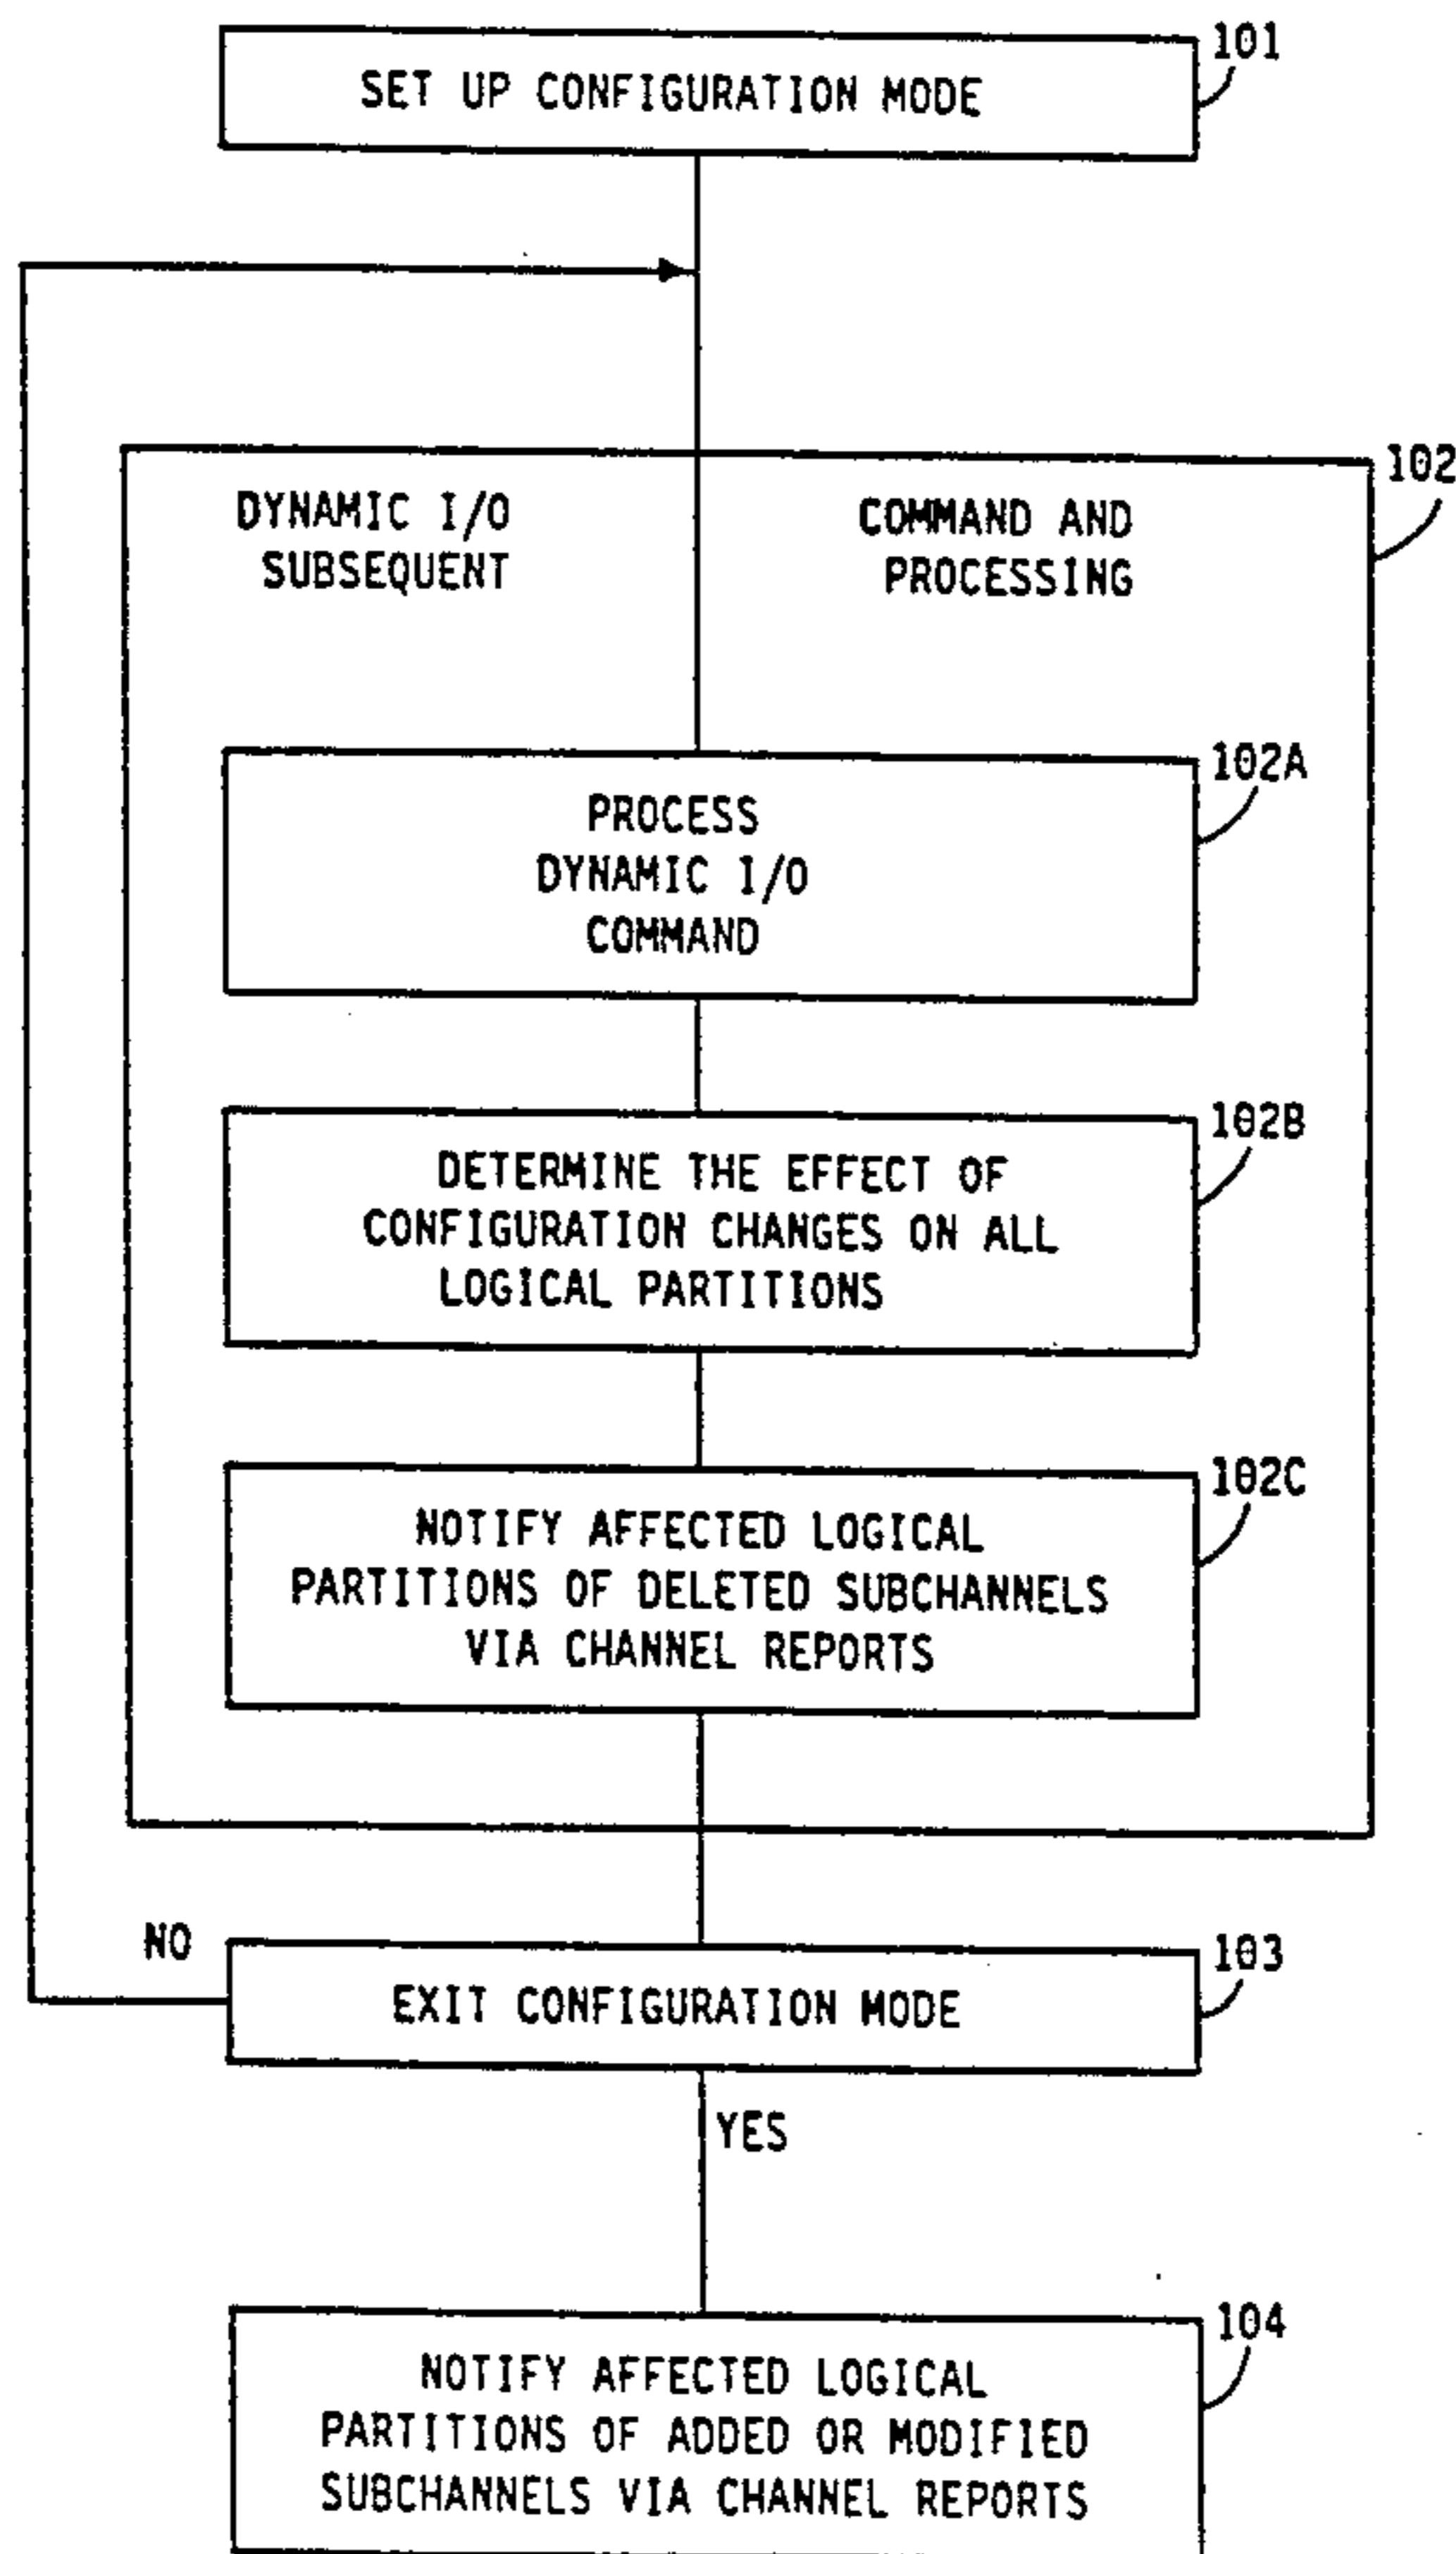 101
SET UP CONFIGURATION MODE
102
DYNAMIC I/O COMMAND AND
SUBSEQUENT PROCESSING
102A
PROCESS
DYNAMIC I/O
COMMAND
102B
DETERMINE THE EFFECT OF
CONFIGURATION CHANGES ON ALL
LOGICAL PARTITIONS
102C
NOTIFY AFFECTED LOGICAL
PARTITIONS OF DELETED SUBCHANNELS
VIA CHANNEL REPORTS
NO
103
EXIT CONFIGURATION MODE
YES
104
NOTIFY AFFECTED LOGICAL
PARTITIONS OF ADDED OR MODIFIED
SUBCHANNELS VIA CHANNEL REPORTS